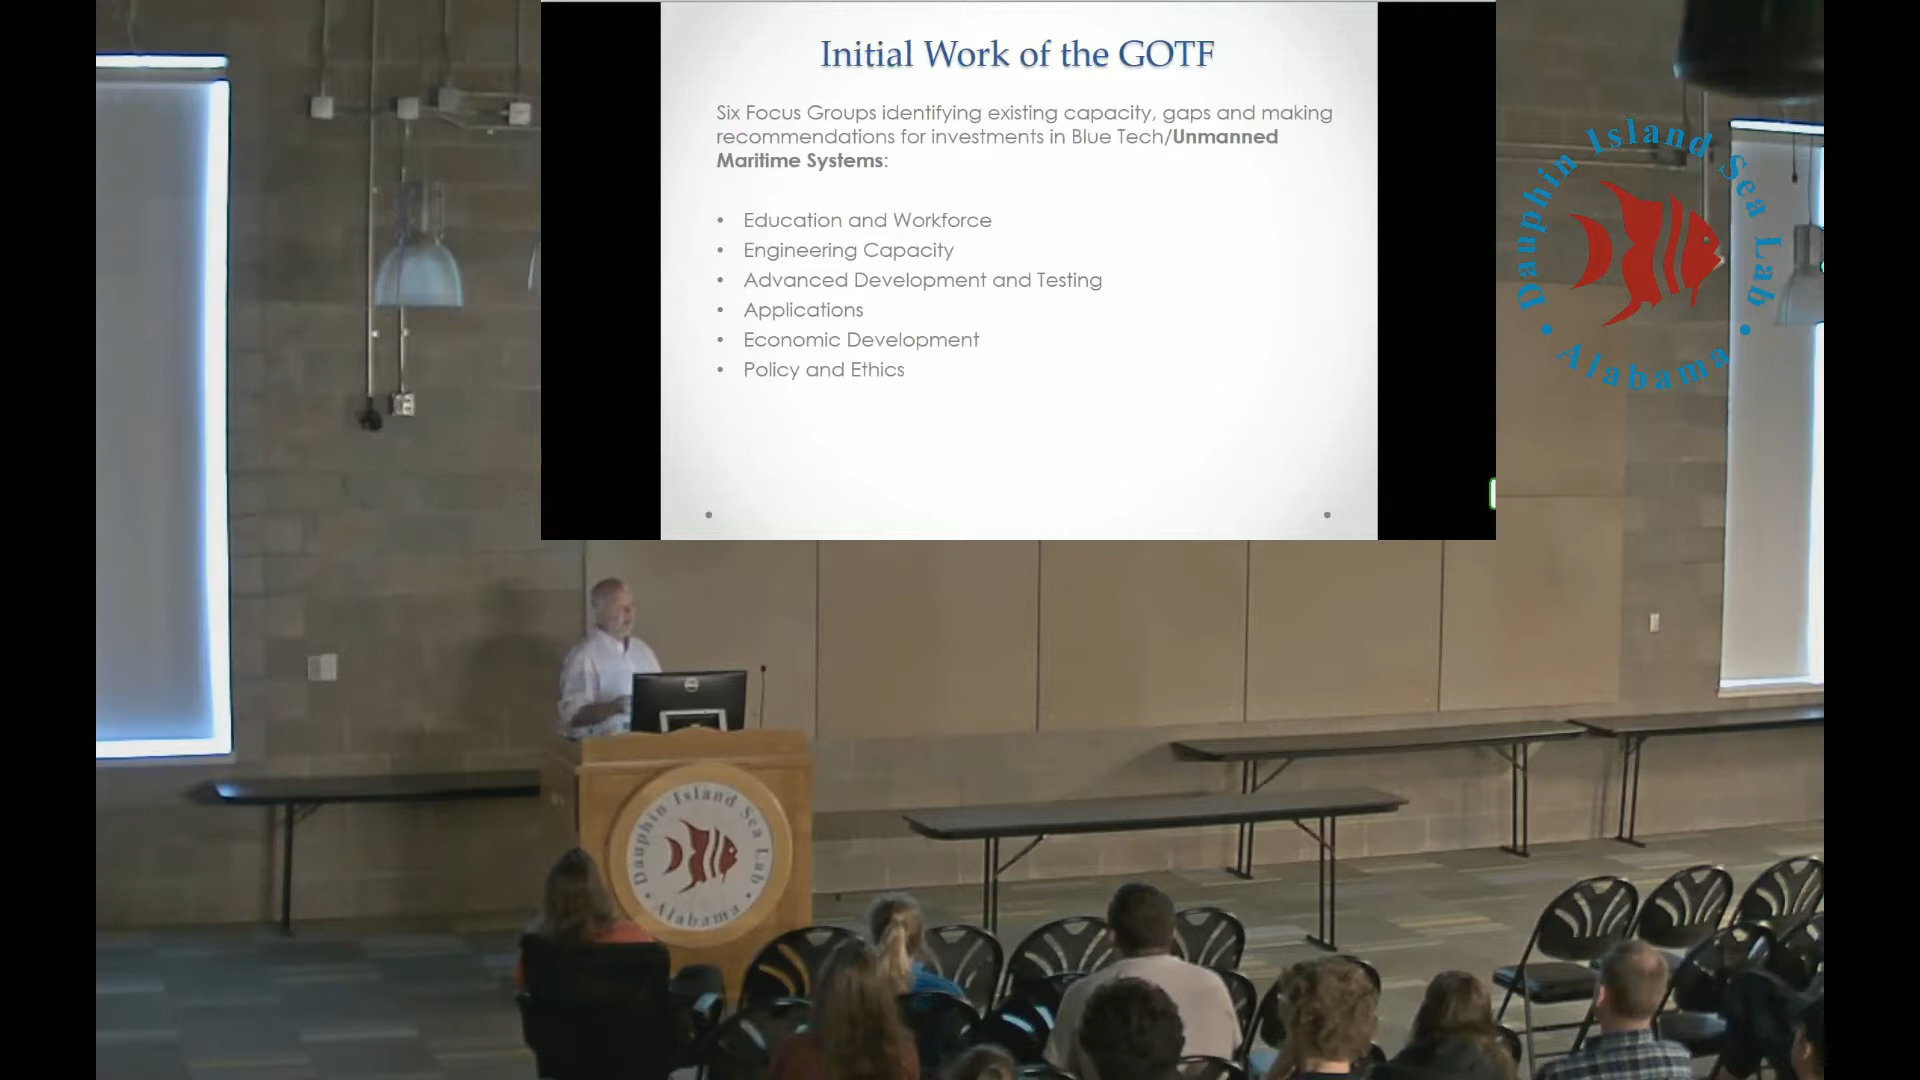 Initial Work of the GOTF
Six Focus Groups identifying existing capacity, gaps and making
recommendations for investments in Blue Tech/Unmanned
Maritime Systems:
• Education and Workforce
• Engineering Capacity
• Advanced Development and Testing
• Applications
• Economic Development
• Policy and Ethics
Dauphin Island Sea Lab
• Alabama •
DELL
Dauphin Island Sea Lab
• Alabama •